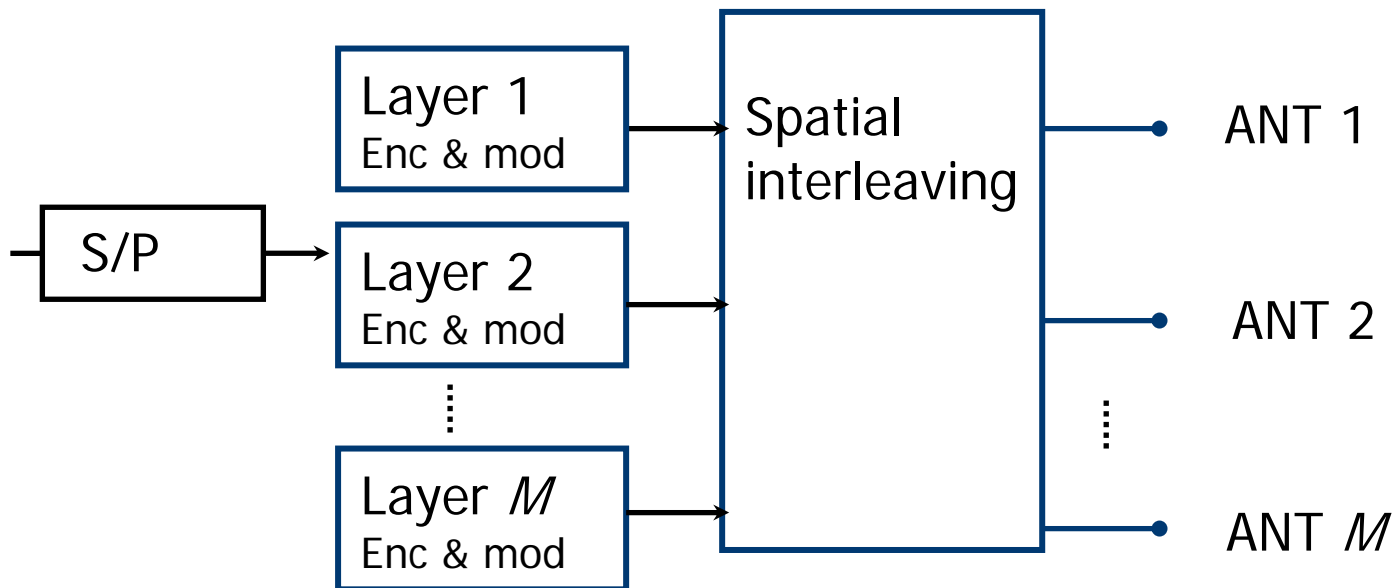 S/P
Layer 1
Enc & mod
Layer 2
Enc & mod
Layer M
Enc & mod
Spatial
interleaving
ANT 1
ANT 2
ANT M